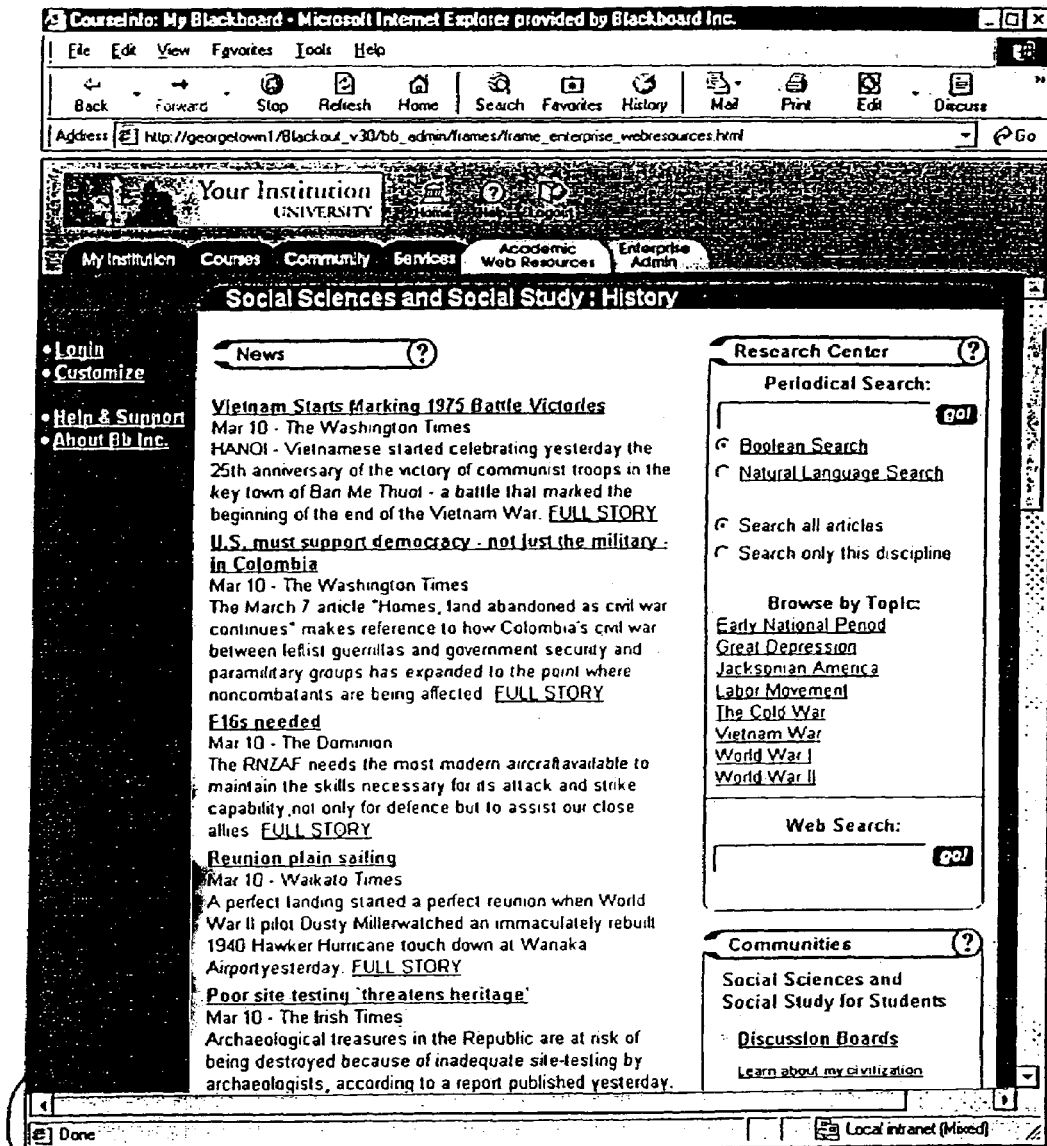 CourseInfo: My Blackboard - Microsoft Internet Explorer provided by Blackboard Inc.
File Edit View Favorites Tools Help
Back Forward Stop Refresh Home Search Favorites History Mail Print Edit Discuss
Address http://georgetown1/Blackout_v30/bb_admin/frames/frame_enterprise_webresources.html Go
Your Institution
UNIVERSITY
Home Help Logout
My Institution Courses Community Services Academic Web Resources Enterprise Admin
Social Sciences and Social Study : History
• Login
• Customize
• Help & Support
• About Bb Inc.
News ?
Vietnam Starts Marking 1975 Battle Victories
Mar 10 - The Washington Times
HANOI - Vietnamese started celebrating yesterday the
25th anniversary of the victory of communist troops in the
key town of Ban Me Thuot - a battle that marked the
beginning of the end of the Vietnam War. FULL STORY
U.S. must support democracy - not just the military -
in Colombia
Mar 10 - The Washington Times
The March 7 article "Homes, land abandoned as civil war
continues" makes reference to how Colombia's civil war
between leftist guerrillas and government security and
paramilitary groups has expanded to the point where
noncombatants are being affected FULL STORY
F16s needed
Mar 10 - The Dominion
The RNZAF needs the most modern aircraftavailable to
maintain the skills necessary for its attack and strike
capability,not only for defence but to assist our close
allies FULL STORY
Reunion plain sailing
Mar 10 - Waikato Times
A perfect landing started a perfect reunion when World
War II pilot Dusty Millerwatched an immaculately rebuilt
1940 Hawker Hurricane touch down at Wanaka
Airportyesterday. FULL STORY
Poor site testing 'threatens heritage'
Mar 10 - The Irish Times
Archaeological treasures in the Republic are at risk of
being destroyed because of inadequate site-testing by
archaeologists, according to a report published yesterday.
Research Center ?
Periodical Search:
go!
Boolean Search
Natural Language Search
Search all articles
Search only this discipline
Browse by Topic:
Early National Period
Great Depression
Jacksonian America
Labor Movement
The Cold War
Vietnam War
World War I
World War II
Web Search:
go!
Communities ?
Social Sciences and
Social Study for Students
Discussion Boards
Learn about my civilization
Done Local intranet (Mixed)